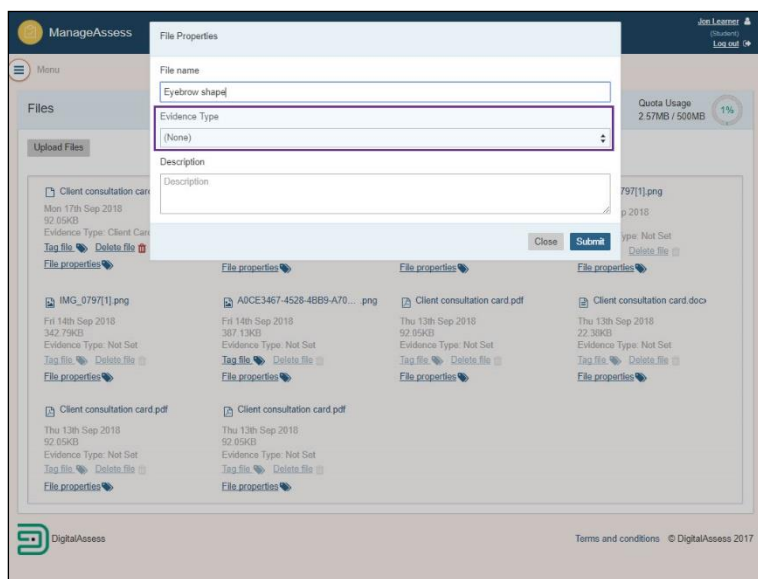 ManageAssess
Jon Learner
(Student)
Log out
Menu
File Properties
File name
Eyebrow shape
Evidence Type
(None)
Description
Description
Close
Submit
Files
Quota Usage
2.57MB / 500MB
1%
Upload Files
Client consultation card
Mon 17th Sep 2018
92.05KB
Evidence Type: Client Card
Tag file Delete file
File properties
File properties
File properties
797[1].png
p 2018
ype: Not Set
Delete file
File properties
IMG_0797[1].png
Fri 14th Sep 2018
342.79KB
Evidence Type: Not Set
Tag file Delete file
File properties
A0CE3467-4528-4BB9-A70... .png
Fri 14th Sep 2018
387.13KB
Evidence Type: Not Set
Tag file Delete file
File properties
Client consultation card.pdf
Thu 13th Sep 2018
92.05KB
Evidence Type: Not Set
Tag file Delete file
File properties
Client consultation card.docx
Thu 13th Sep 2018
22.38KB
Evidence Type: Not Set
Tag file Delete file
File properties
Client consultation card.pdf
Thu 13th Sep 2018
92.05KB
Evidence Type: Not Set
Tag file Delete file
File properties
Client consultation card.pdf
Thu 13th Sep 2018
92.05KB
Evidence Type: Not Set
Tag file Delete file
File properties
DigitalAssess
Terms and conditions © DigitalAssess 2017